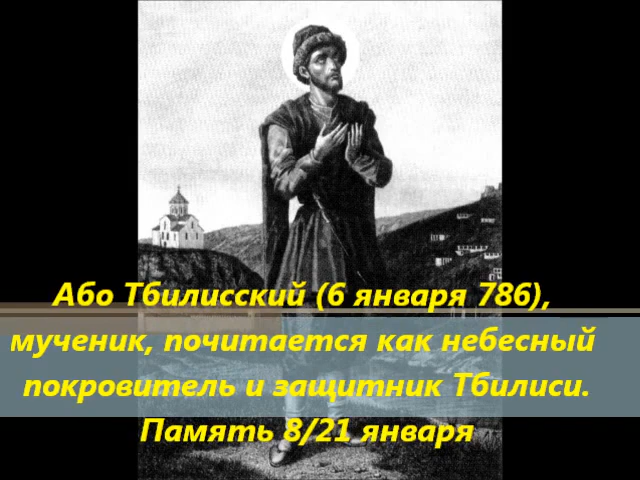 Або Тбилисский (6 января 786),
мученик, почитается как небесный
покровитель и защитник Тбилиси.
Память 8/21 января